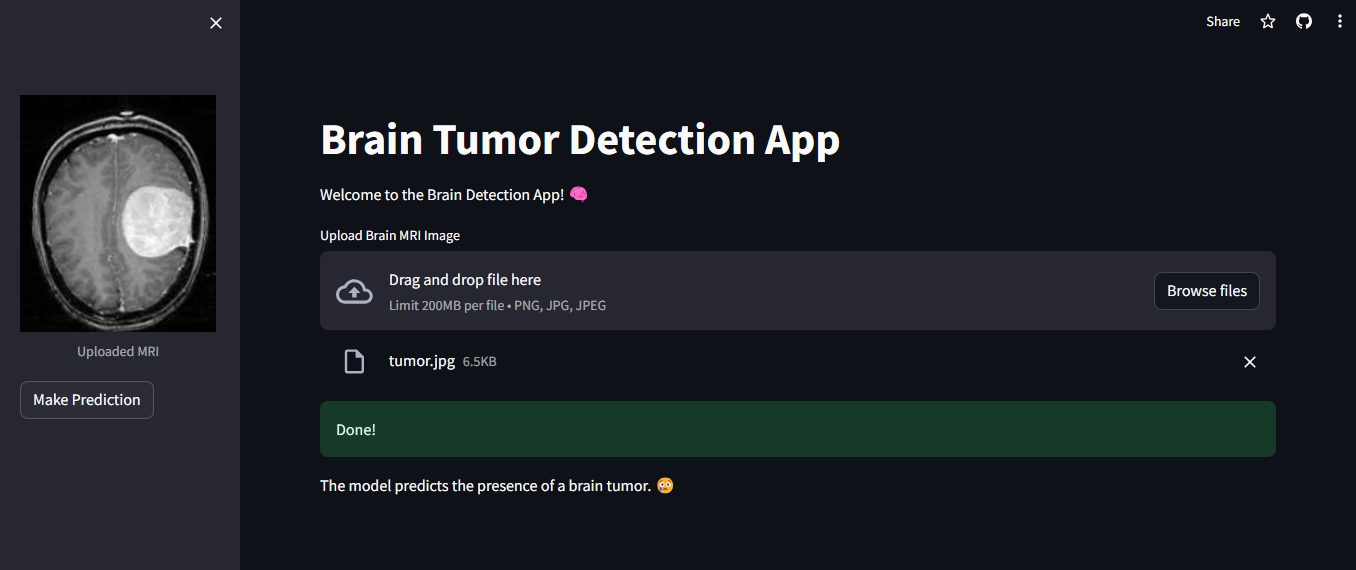 Share
Brain Tumor Detection App
Welcome to the Brain Detection App! 🧠
Upload Brain MRI Image
Drag and drop file here
Limit 200MB per file • PNG, JPG, JPEG
Browse files
tumor.jpg 6.5KB
Done!
The model predicts the presence of a brain tumor. 😢
Uploaded MRI
Make Prediction